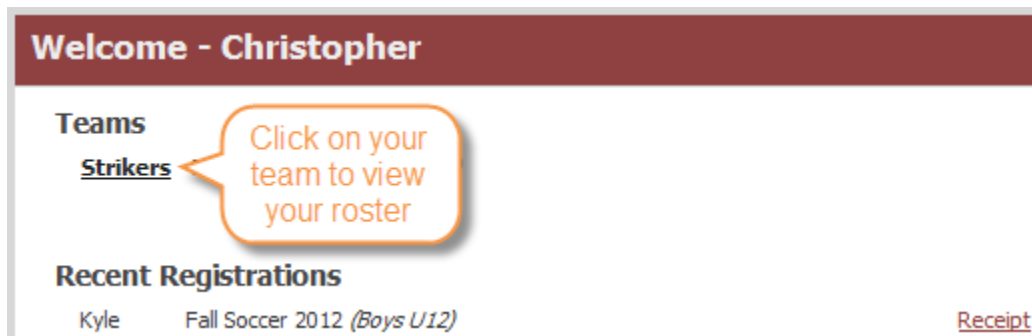 Welcome - Christopher
Teams
Strikers
Click on your
team to view
your roster
Recent Registrations
Kyle Fall Soccer 2012 (Boys U12) Receipt